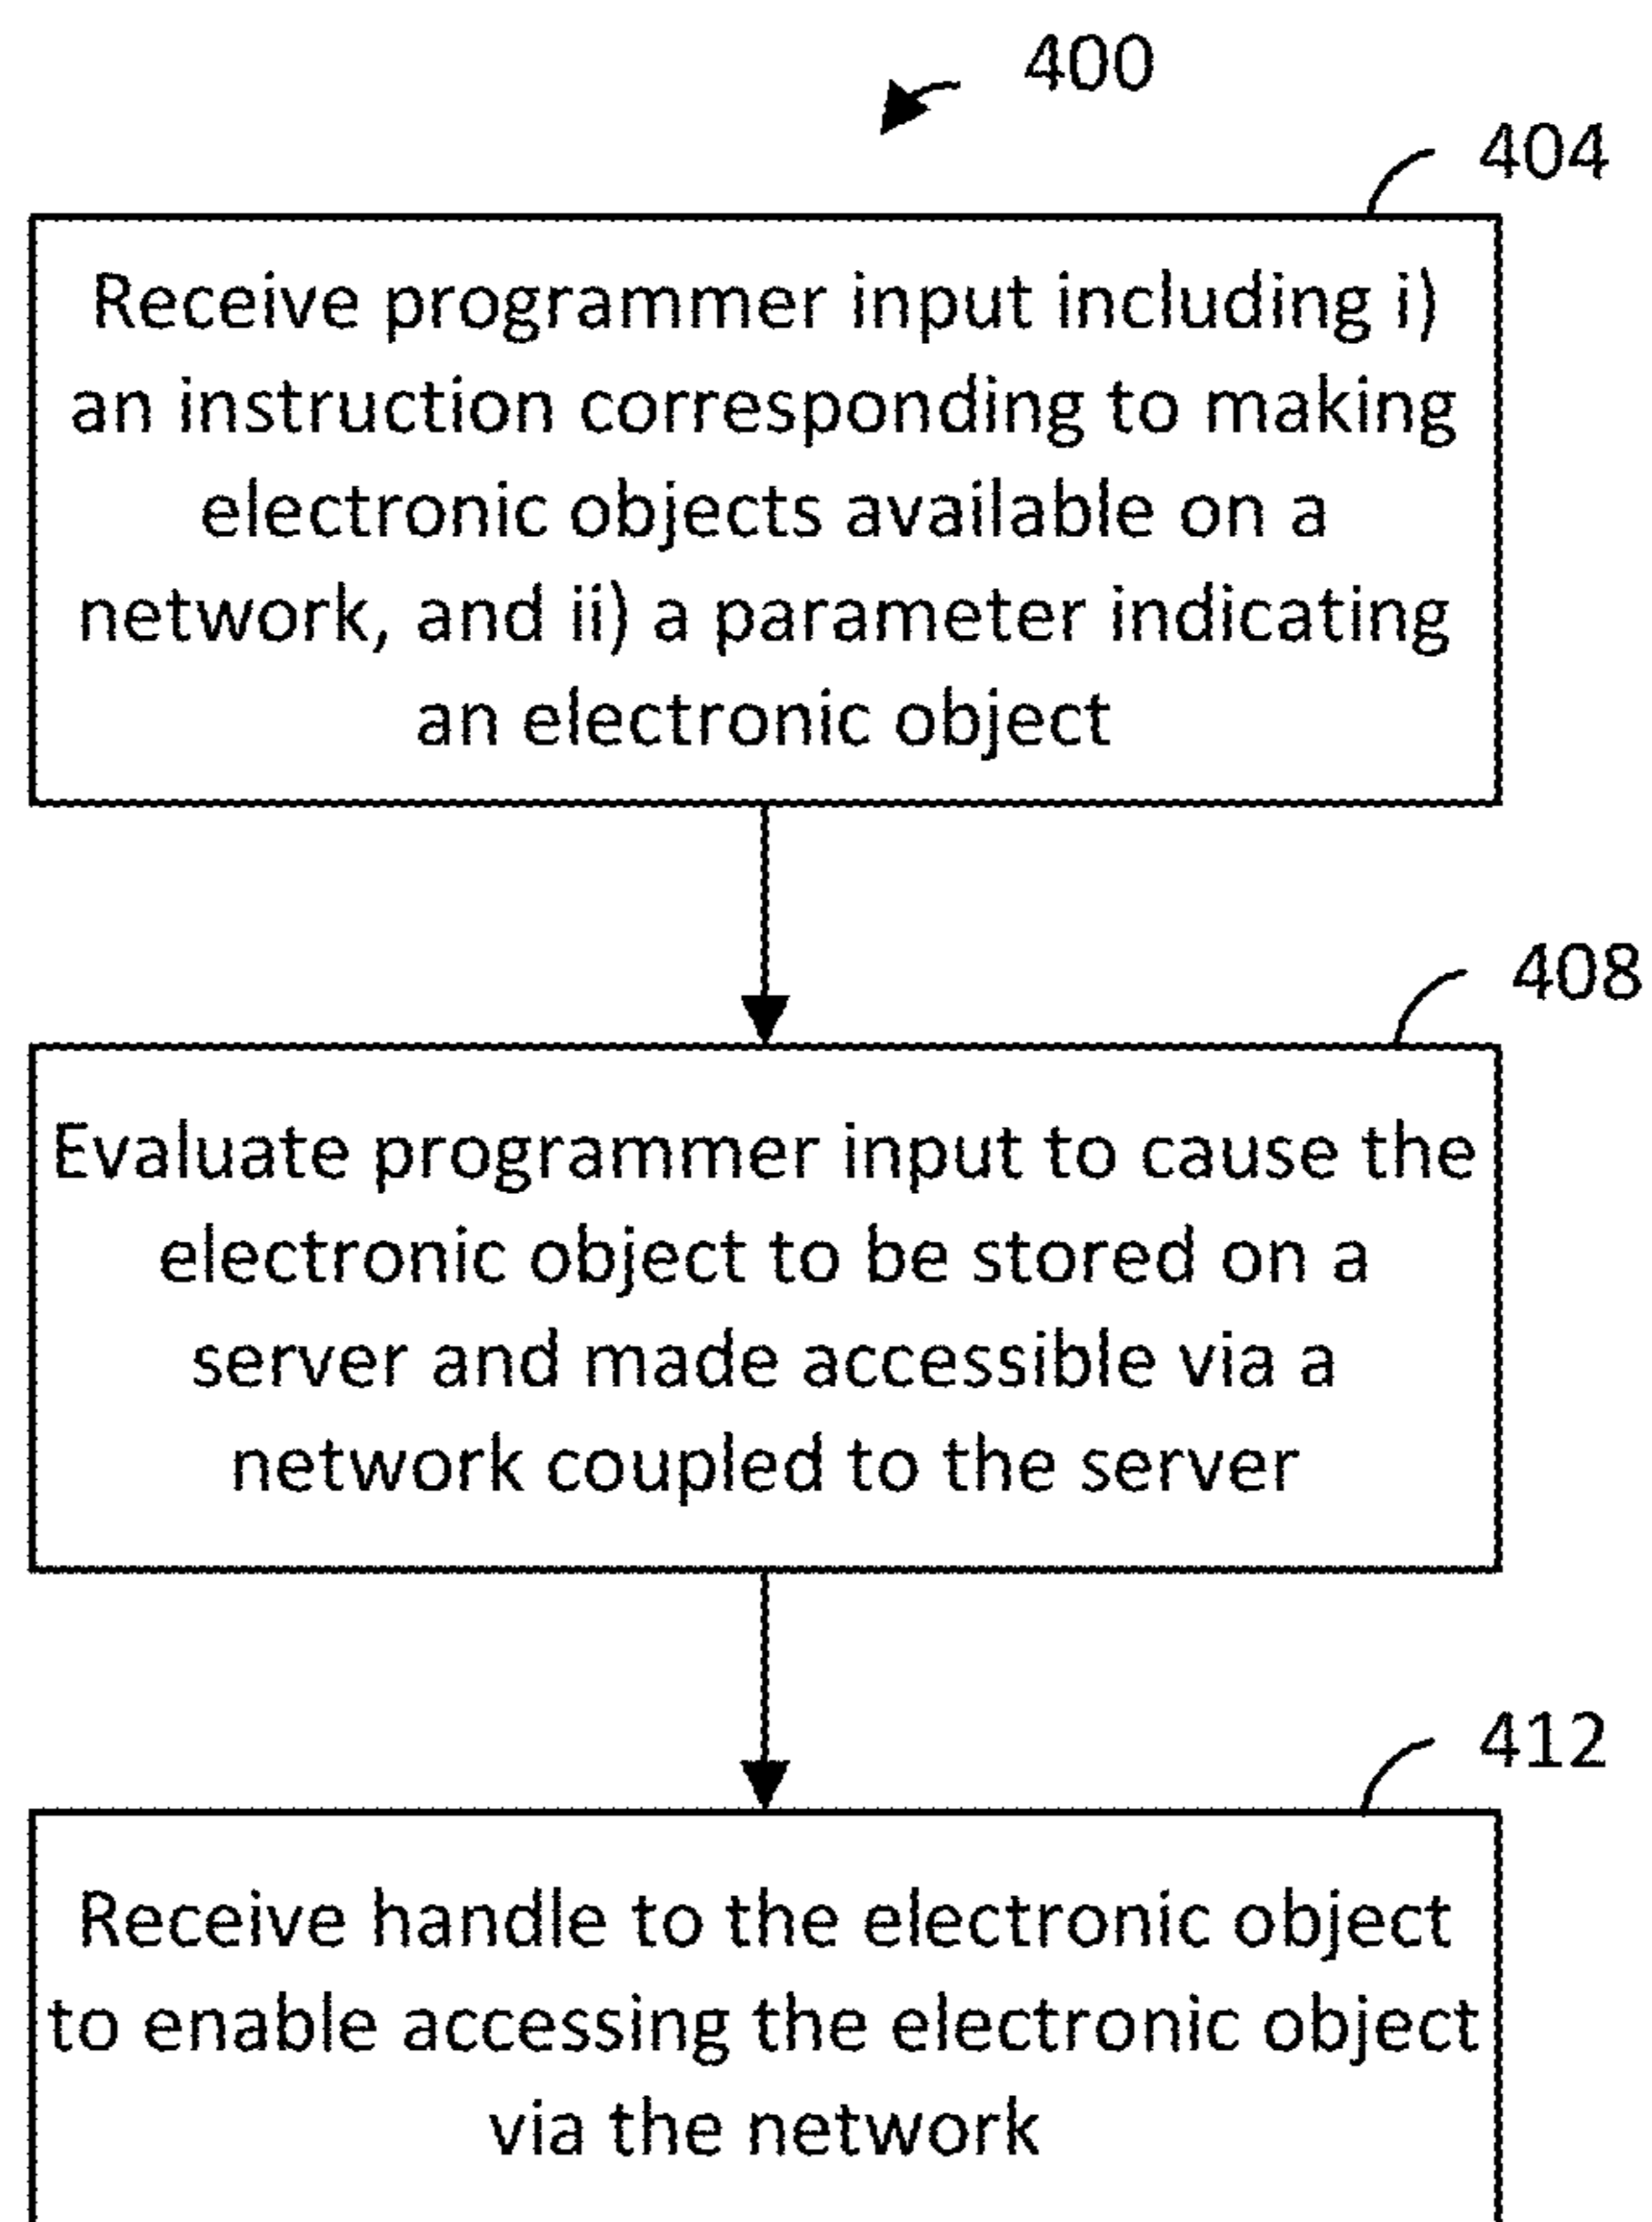 400
404
Receive programmer input including i)
an instruction corresponding to making
electronic objects available on a
network, and ii) a parameter indicating
an electronic object
408
Evaluate programmer input to cause the
electronic object to be stored on a
server and made accessible via a
network coupled to the server
412
Receive handle to the electronic object
to enable accessing the electronic object
via the network